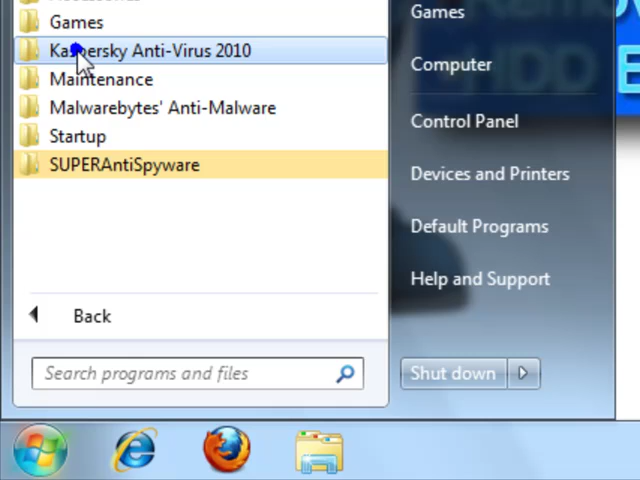 Games
Kaspersky Anti-Virus 2010
Maintenance
Malwarebytes' Anti-Malware
Startup
SUPERAntiSpyware
Back
Search programs and files
Games
Computer
Control Panel
Devices and Printers
Default Programs
Help and Support
Shut down
HDD